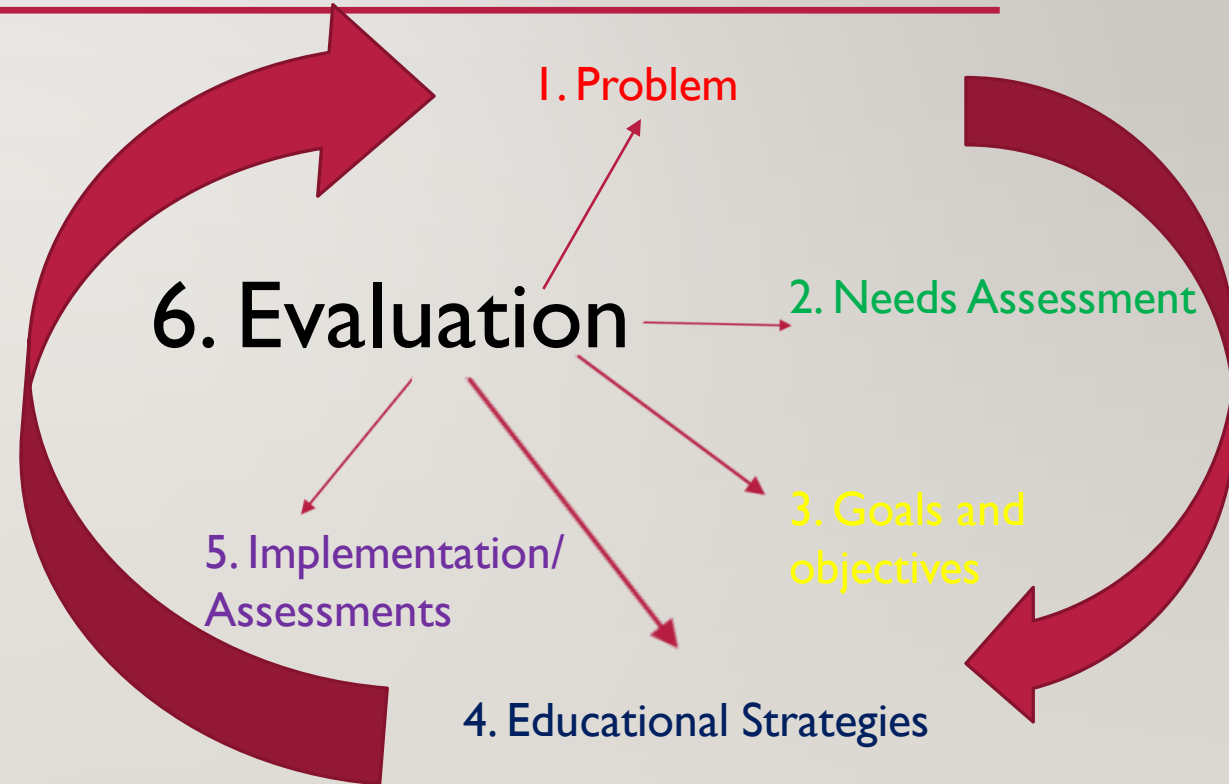 1. Problem
2. Needs Assessment
6. Evaluation
3. Goals and
objectives
5. Implementation/
Assessments
4. Educational Strategies